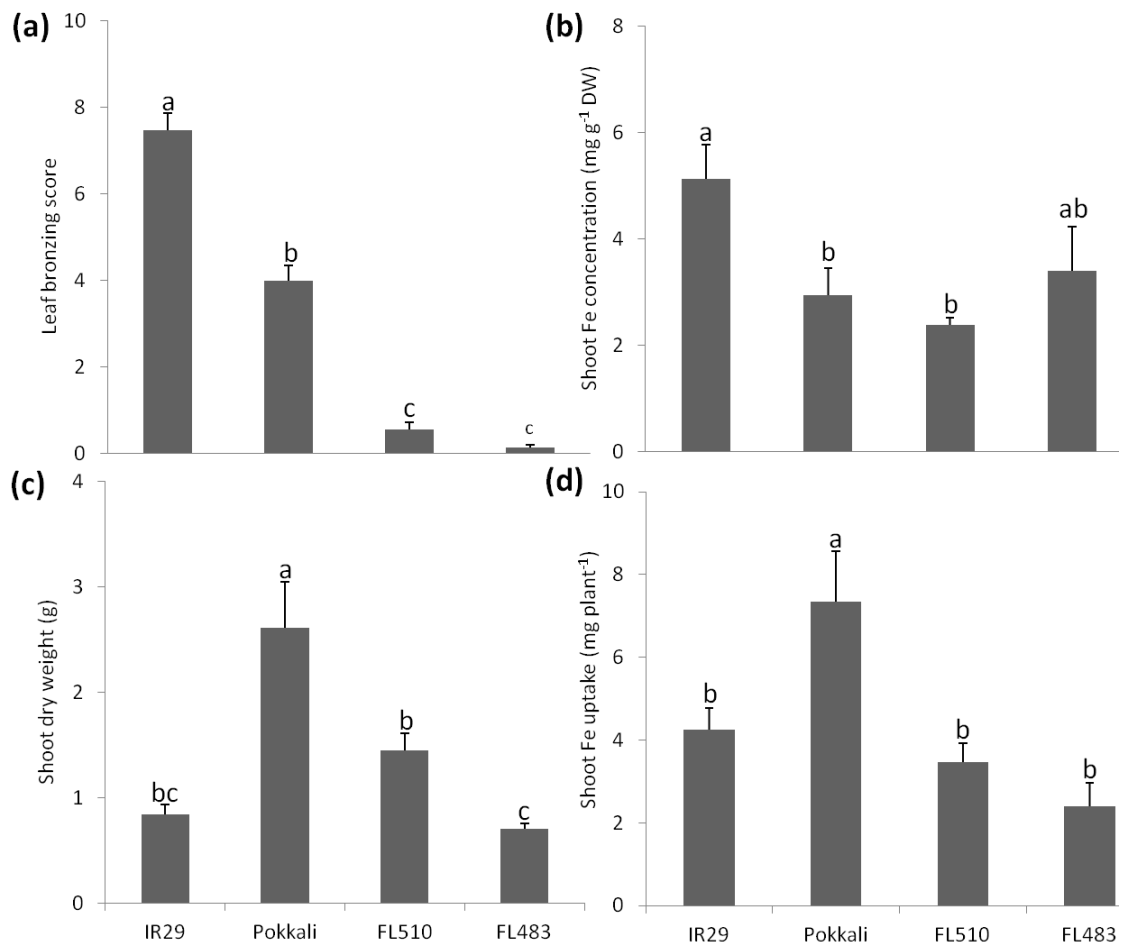 (a)
10
8
6
4
2
0
Leaf bronzing score
a
b
c
c
(b)
8
6
4
2
0
Shoot Fe concentration (mg g⁻¹ DW)
a
b
b
ab
(c)
4
3
2
1
0
Shoot dry weight (g)
bc
a
b
c
IR29 Pokkali FL510 FL483
(d)
10
8
6
4
2
0
Shoot Fe uptake (mg plant⁻¹)
b
a
b
b
IR29 Pokkali FL510 FL483